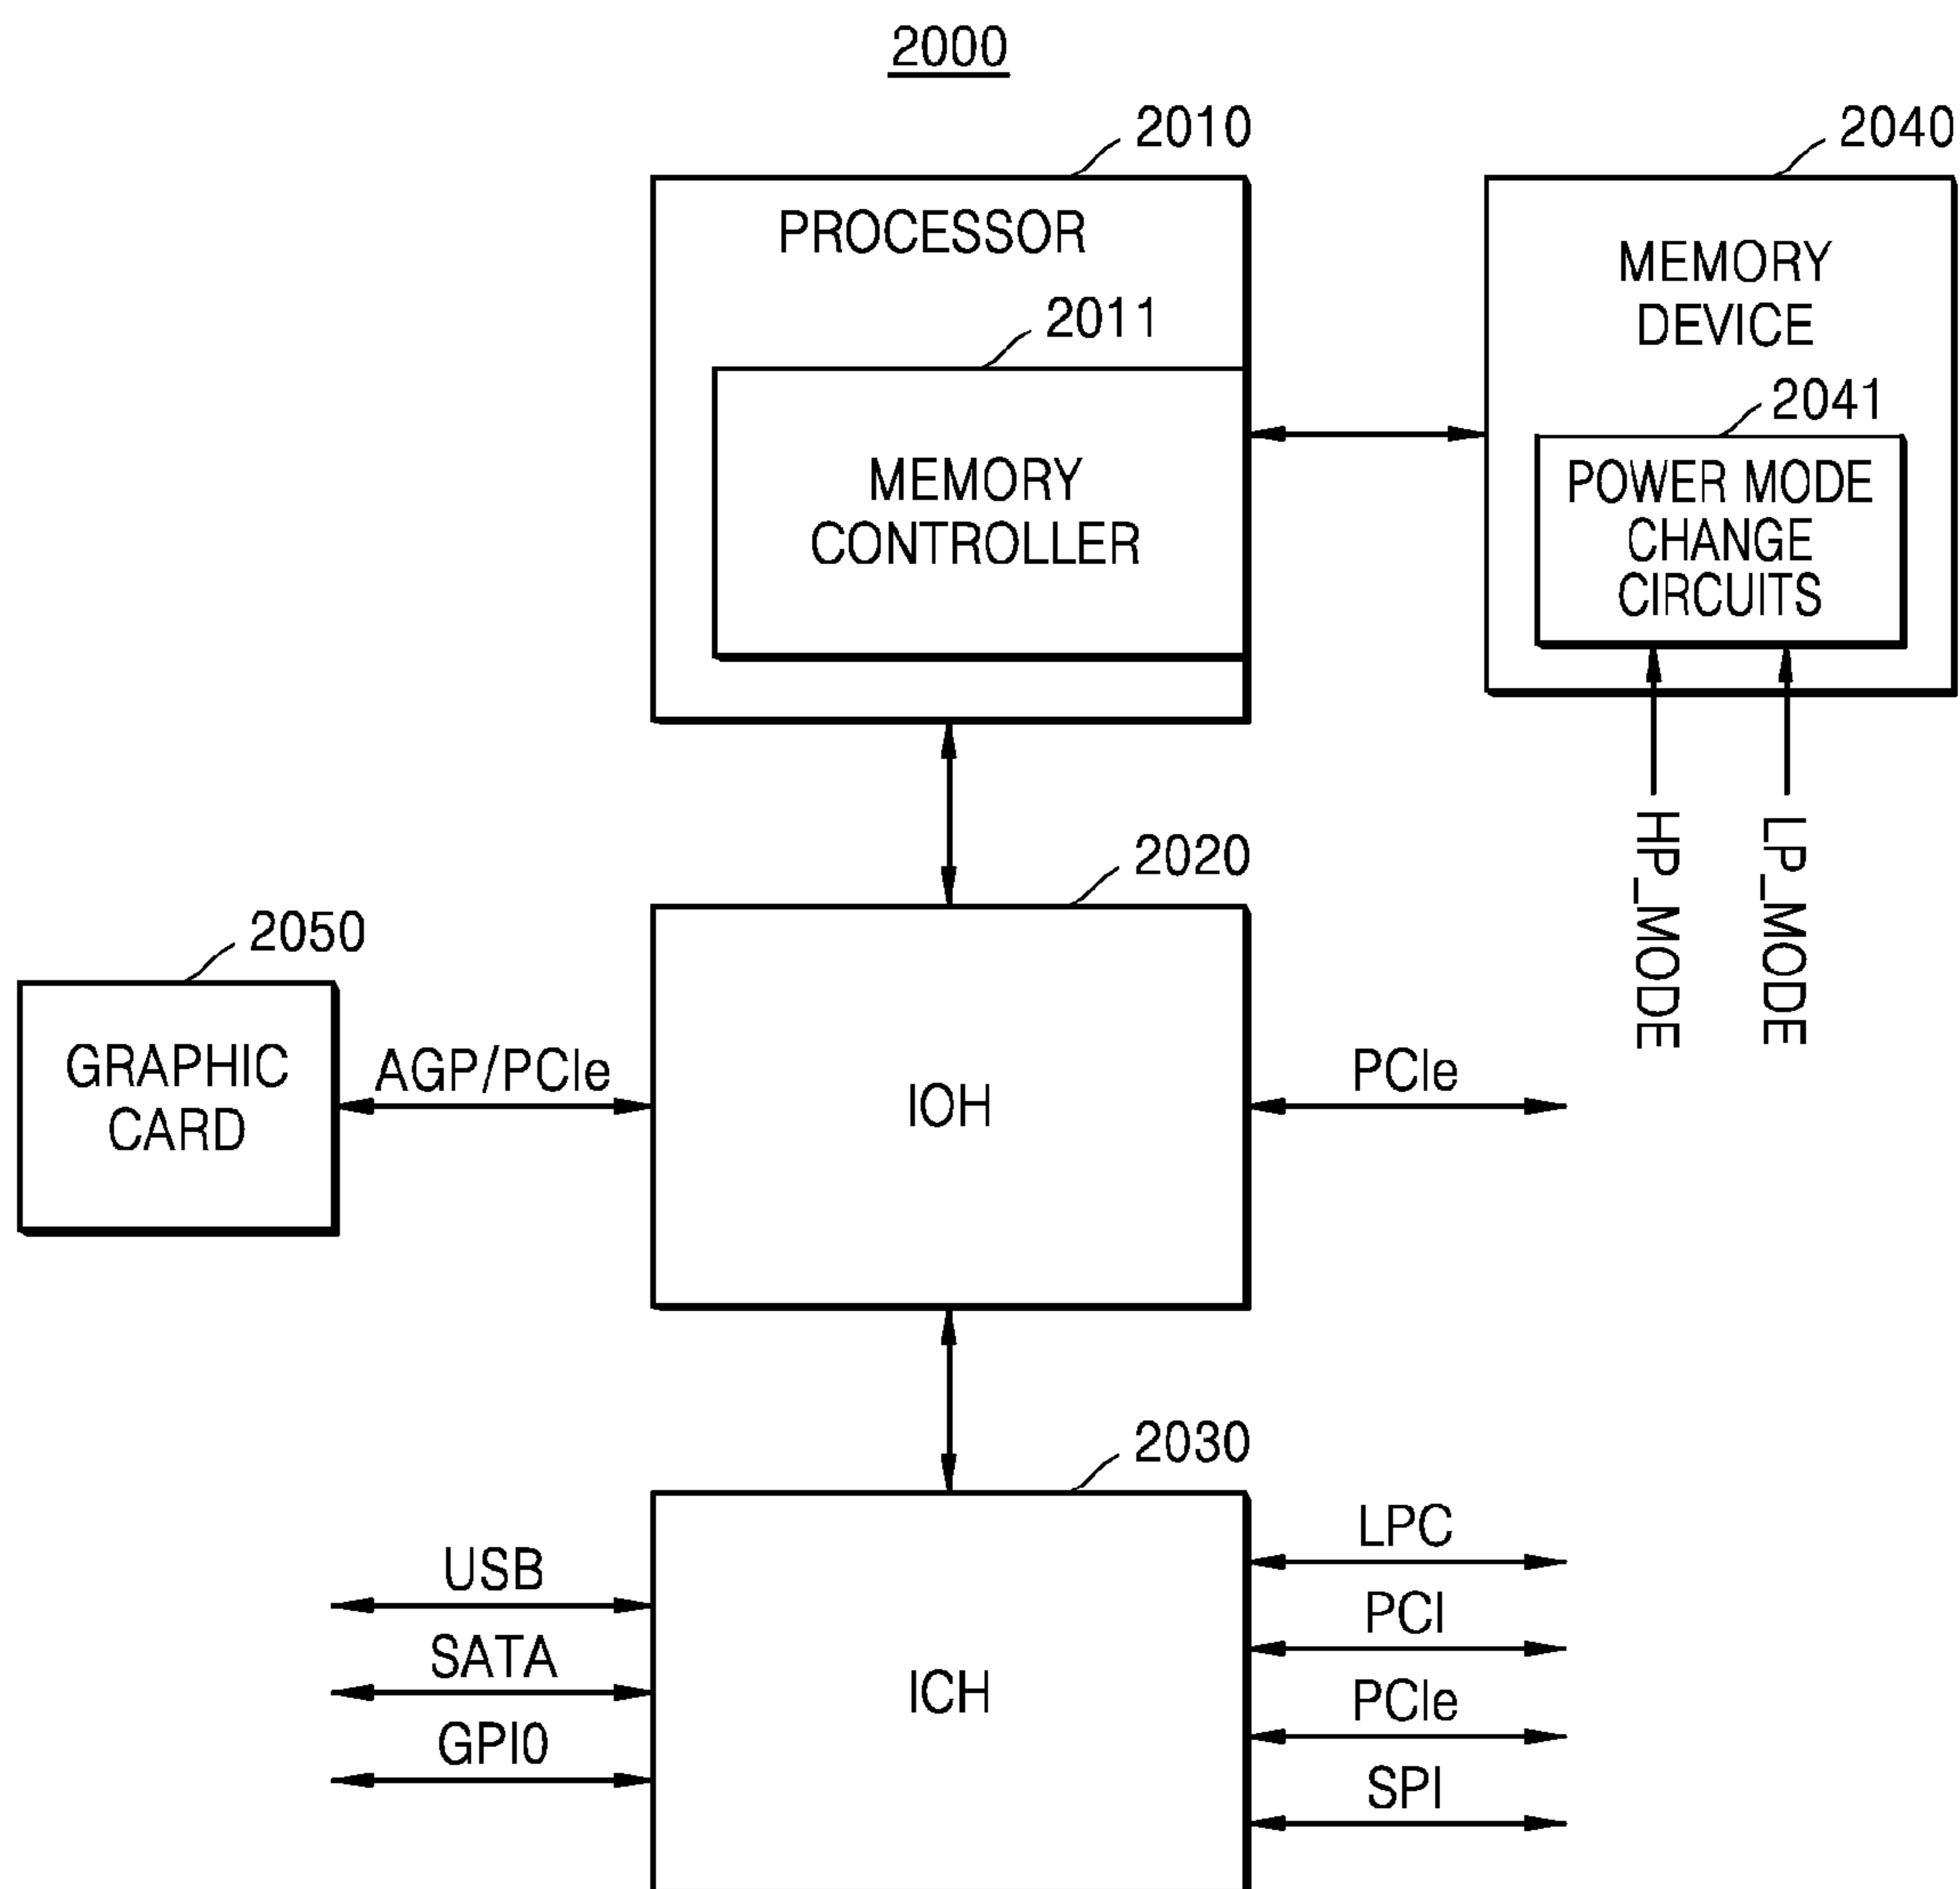 2000
2010
2040
PROCESSOR
MEMORY
DEVICE
2011
2041
MEMORY
CONTROLLER
POWER MODE
CHANGE
CIRCUITS
HP_MODE
LP_MODE
2020
2050
GRAPHIC
CARD
AGP/PCIe
IOH
PCIe
2030
USB
SATA
GPI0
ICH
LPC
PCI
PCIe
SPI